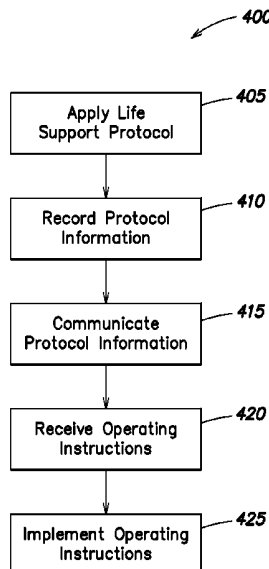 400
405
Apply Life
Support Protocol
410
Record Protocol
Information
415
Communicate
Protocol Information
420
Receive Operating
Instructions
425
Implement Operating
Instructions